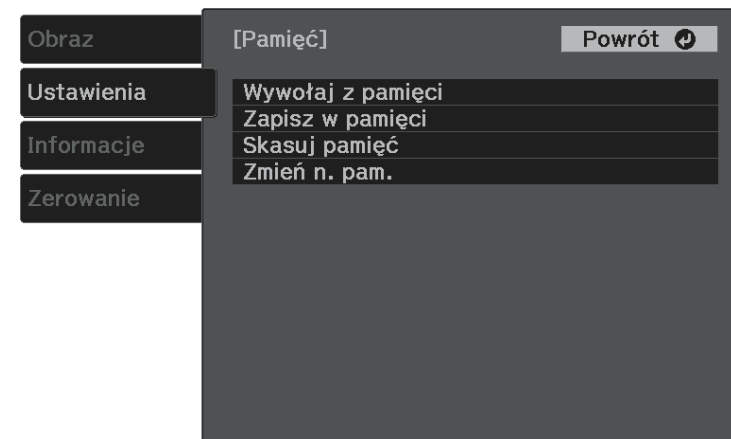 Obraz
Ustawienia
Informacje
Zerowanie
[Pamięć]
Powrót
Wywołaj z pamięci
Zapisz w pamięci
Skasuj pamięć
Zmień n. pam.